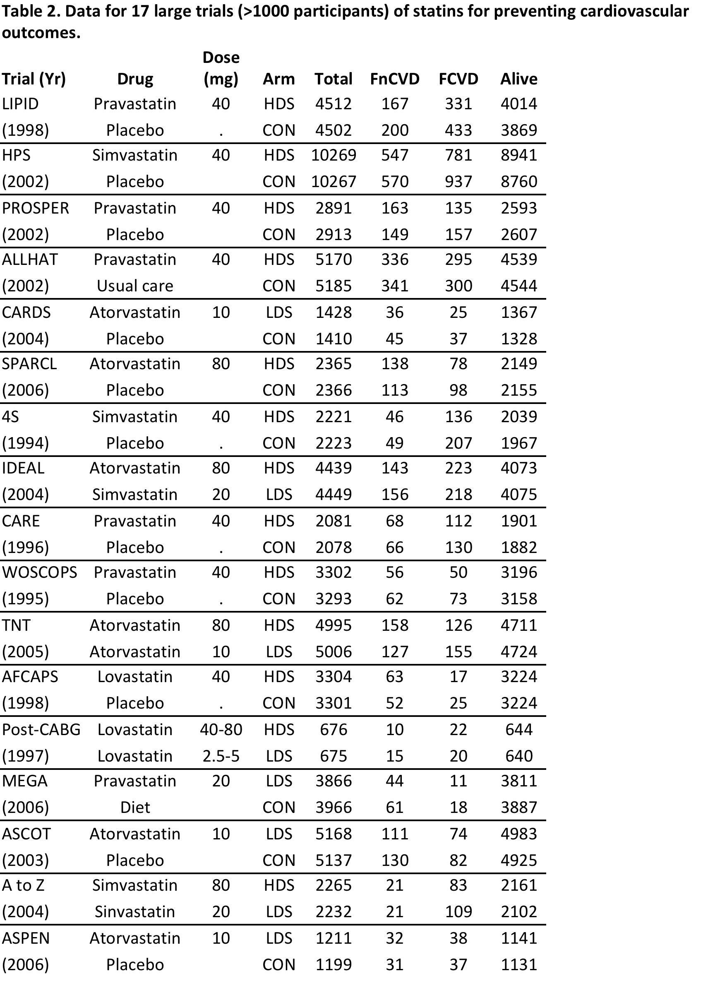 Table 2. Data for 17 large trials (>1000 participants) of statins for preventing cardiovascular
outcomes.
Dose
Trial (Yr) Drug (mg) Arm Total FnCVD FCVD Alive
LIPID Pravastatin 40 HDS 4512 167 331 4014
(1998) Placebo . CON 4502 200 433 3869
HPS Simvastatin 40 HDS 10269 547 781 8941
(2002) Placebo CON 10267 570 937 8760
PROSPER Pravastatin 40 HDS 2891 163 135 2593
(2002) Placebo CON 2913 149 157 2607
ALLHAT Pravastatin 40 HDS 5170 336 295 4539
(2002) Usual care CON 5185 341 300 4544
CARDS Atorvastatin 10 LDS 1428 36 25 1367
(2004) Placebo CON 1410 45 37 1328
SPARCL Atorvastatin 80 HDS 2365 138 78 2149
(2006) Placebo CON 2366 113 98 2155
4S Simvastatin 40 HDS 2221 46 136 2039
(1994) Placebo . CON 2223 49 207 1967
IDEAL Atorvastatin 80 HDS 4439 143 223 4073
(2004) Simvastatin 20 LDS 4449 156 218 4075
CARE Pravastatin 40 HDS 2081 68 112 1901
(1996) Placebo . CON 2078 66 130 1882
WOSCOPS Pravastatin 40 HDS 3302 56 50 3196
(1995) Placebo . CON 3293 62 73 3158
TNT Atorvastatin 80 HDS 4995 158 126 4711
(2005) Atorvastatin 10 LDS 5006 127 155 4724
AFCAPS Lovastatin 40 HDS 3304 63 17 3224
(1998) Placebo . CON 3301 52 25 3224
Post-CABG Lovastatin 40-80 HDS 676 10 22 644
(1997) Lovastatin 2.5-5 LDS 675 15 20 640
MEGA Pravastatin 20 LDS 3866 44 11 3811
(2006) Diet CON 3966 61 18 3887
ASCOT Atorvastatin 10 LDS 5168 111 74 4983
(2003) Placebo CON 5137 130 82 4925
A to Z Simvastatin 80 HDS 2265 21 83 2161
(2004) Sinvastatin 20 LDS 2232 21 109 2102
ASPEN Atorvastatin 10 LDS 1211 32 38 1141
(2006) Placebo CON 1199 31 37 1131